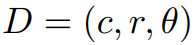 D = (c, r, θ)